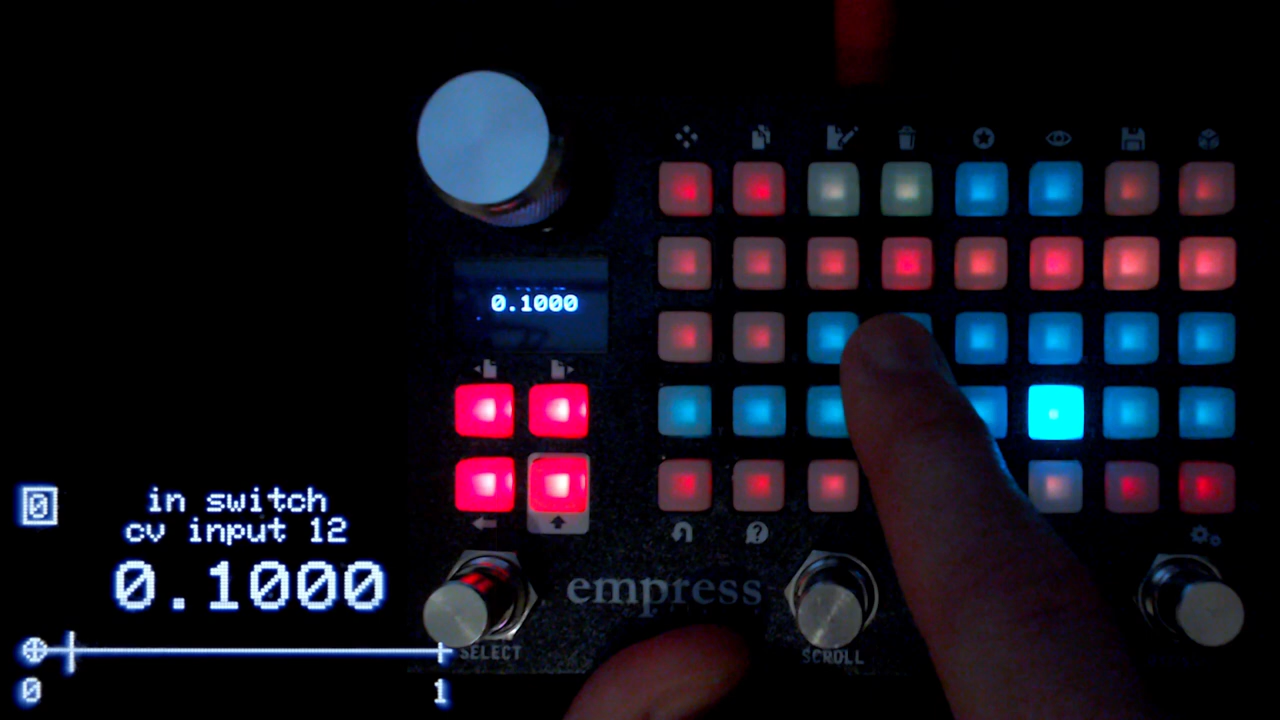 0.1000
0
in switch
cv input 12
0.1000
0
1
empress
SELECT
SCROLL